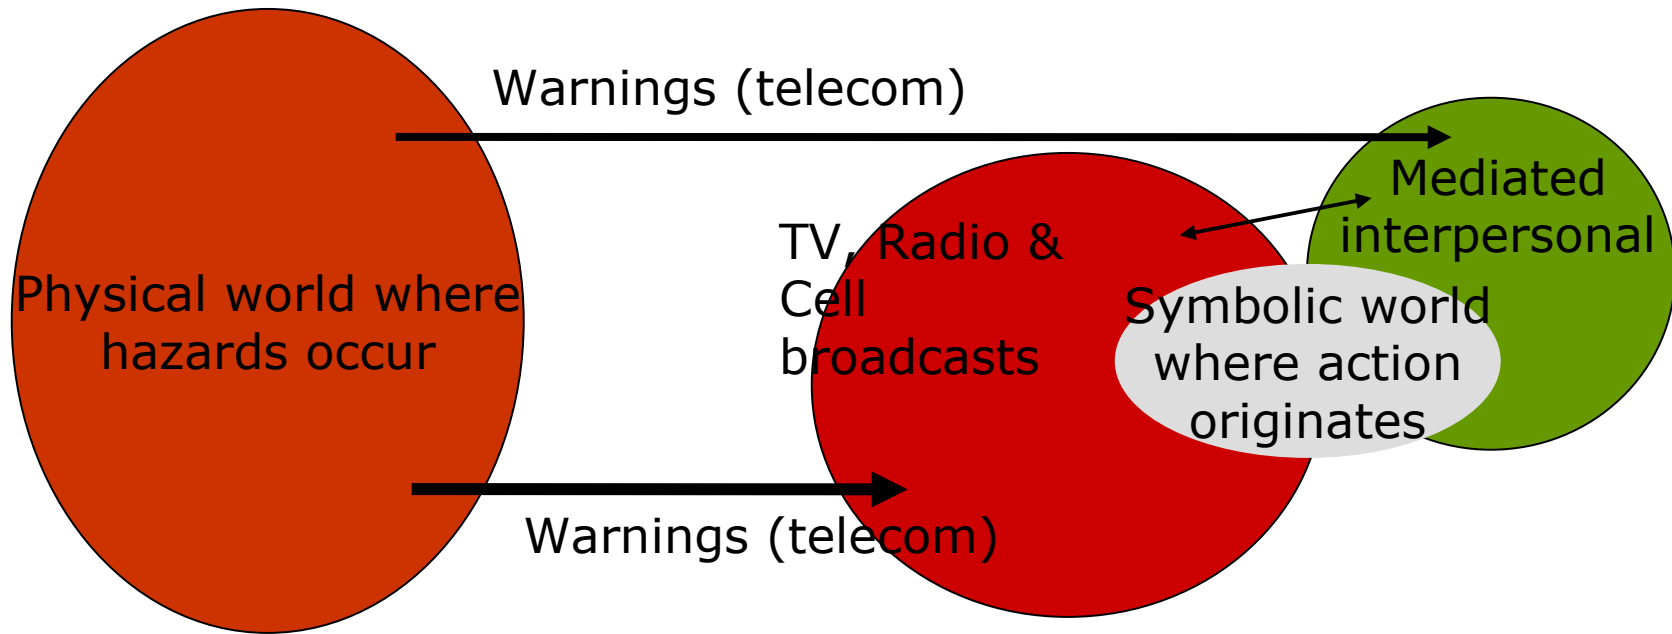 Warnings (telecom)
Mediated
interpersonal
TV, Radio &
Cell
broadcasts
Physical world where
hazards occur
Symbolic world
where action
originates
Warnings (telecom)